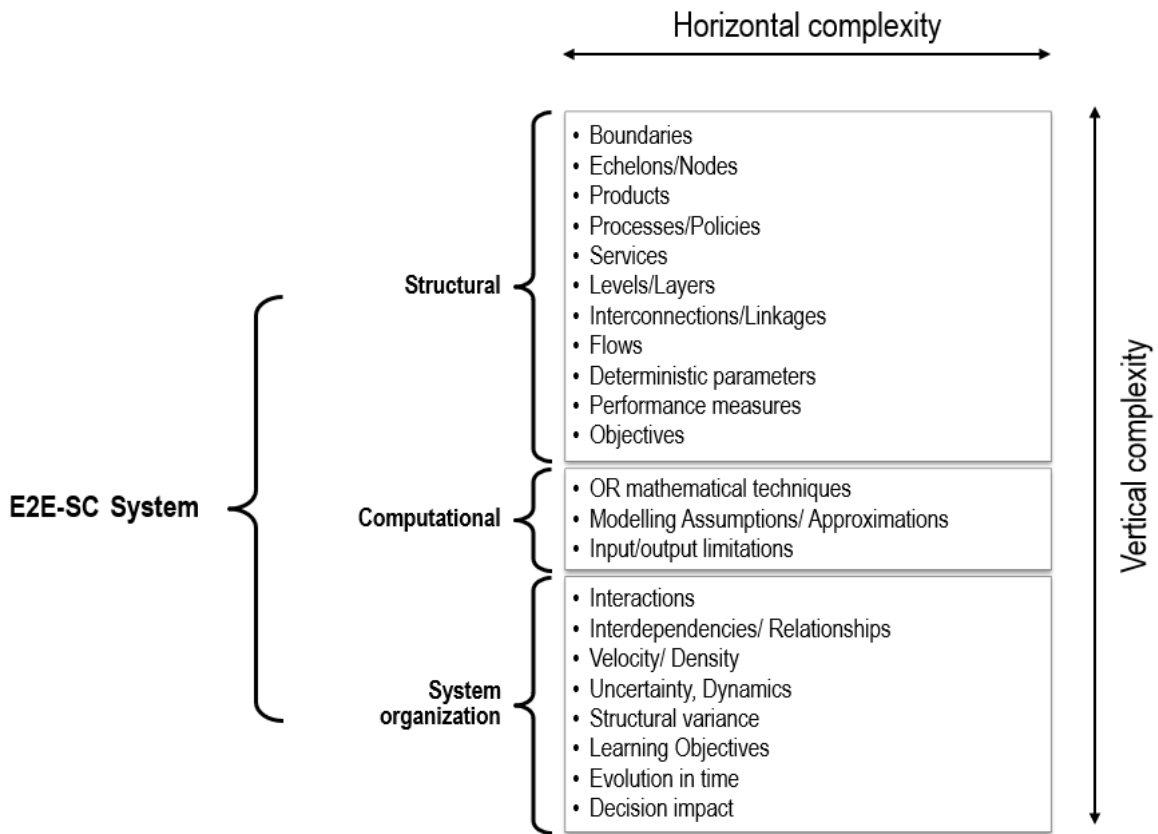 Horizontal complexity
• Boundaries
• Echelons/Nodes
• Products
• Processes/Policies
• Services
• Levels/Layers
• Interconnections/Linkages
• Flows
• Deterministic parameters
• Performance measures
• Objectives
Structural
• OR mathematical techniques
• Modelling Assumptions/ Approximations
• Input/output limitations
Computational
• Interactions
• Interdependencies/ Relationships
• Velocity/ Density
• Uncertainty, Dynamics
• Structural variance
• Learning Objectives
• Evolution in time
• Decision impact
System
organization
E2E-SC System
Vertical complexity